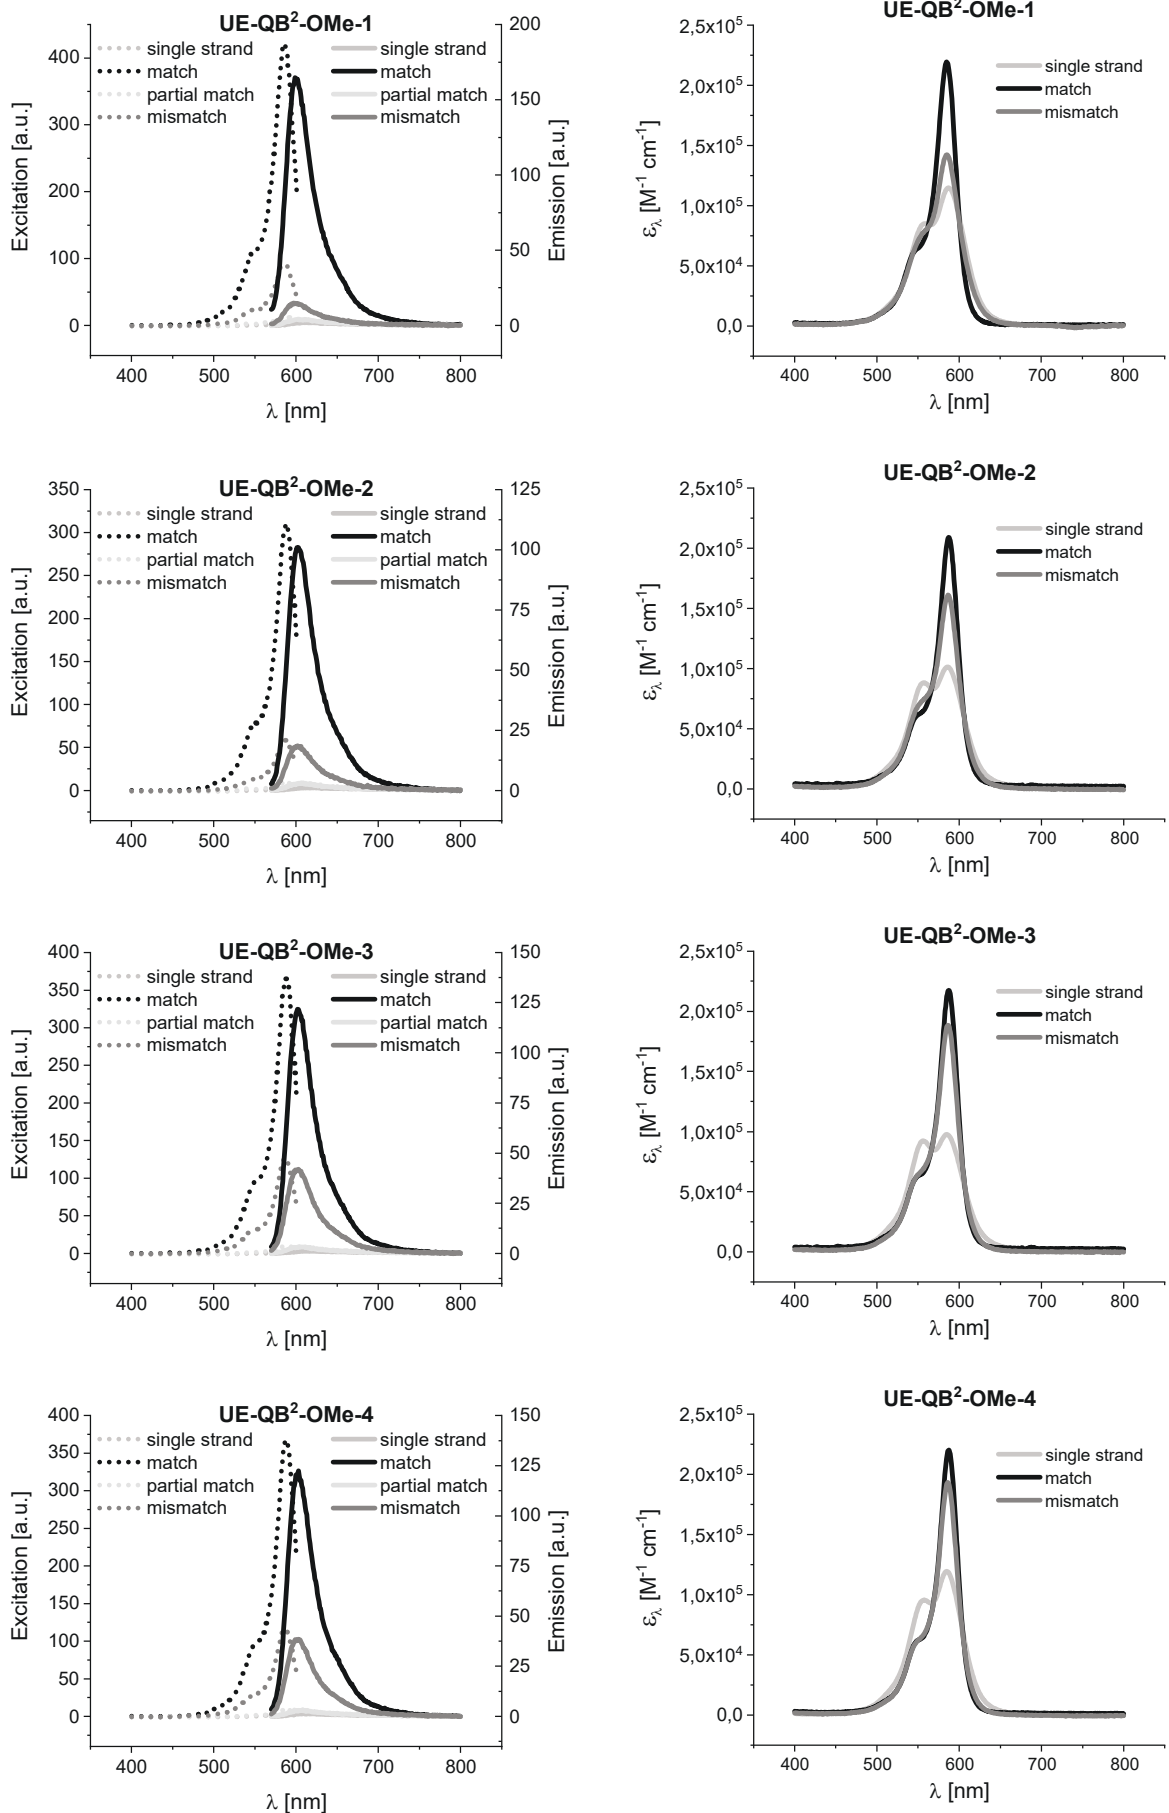 UE-QB²-OMe-1
single strand
match
partial match
mismatch
single strand
match
partial match
mismatch
Excitation [a.u.]
400
300
200
100
0
200
150
100
50
0
Emission [a.u.]
400 500 600 700 800
λ [nm]
UE-QB²-OMe-1
single strand
match
mismatch
ε_λ [M⁻¹ cm⁻¹]
2,5x10⁵
2,0x10⁵
1,5x10⁵
1,0x10⁵
5,0x10⁴
0,0
400 500 600 700 800
λ [nm]
UE-QB²-OMe-2
single strand
match
partial match
mismatch
single strand
match
partial match
mismatch
Excitation [a.u.]
350
300
250
200
150
100
50
0
125
100
75
50
25
0
Emission [a.u.]
400 500 600 700 800
λ [nm]
UE-QB²-OMe-2
single strand
match
mismatch
ε_λ [M⁻¹ cm⁻¹]
2,5x10⁵
2,0x10⁵
1,5x10⁵
1,0x10⁵
5,0x10⁴
0,0
400 500 600 700 800
λ [nm]
UE-QB²-OMe-3
single strand
match
partial match
mismatch
single strand
match
partial match
mismatch
Excitation [a.u.]
400
350
300
250
200
150
100
50
0
150
125
100
75
50
25
0
Emission [a.u.]
400 500 600 700 800
λ [nm]
UE-QB²-OMe-3
single strand
match
mismatch
ε_λ [M⁻¹ cm⁻¹]
2,5x10⁵
2,0x10⁵
1,5x10⁵
1,0x10⁵
5,0x10⁴
0,0
400 500 600 700 800
λ [nm]
UE-QB²-OMe-4
single strand
match
partial match
mismatch
single strand
match
partial match
mismatch
Excitation [a.u.]
400
350
300
250
200
150
100
50
0
150
125
100
75
50
25
0
Emission [a.u.]
400 500 600 700 800
λ [nm]
UE-QB²-OMe-4
single strand
match
mismatch
ε_λ [M⁻¹ cm⁻¹]
2,5x10⁵
2,0x10⁵
1,5x10⁵
1,0x10⁵
5,0x10⁴
0,0
400 500 600 700 800
λ [nm]